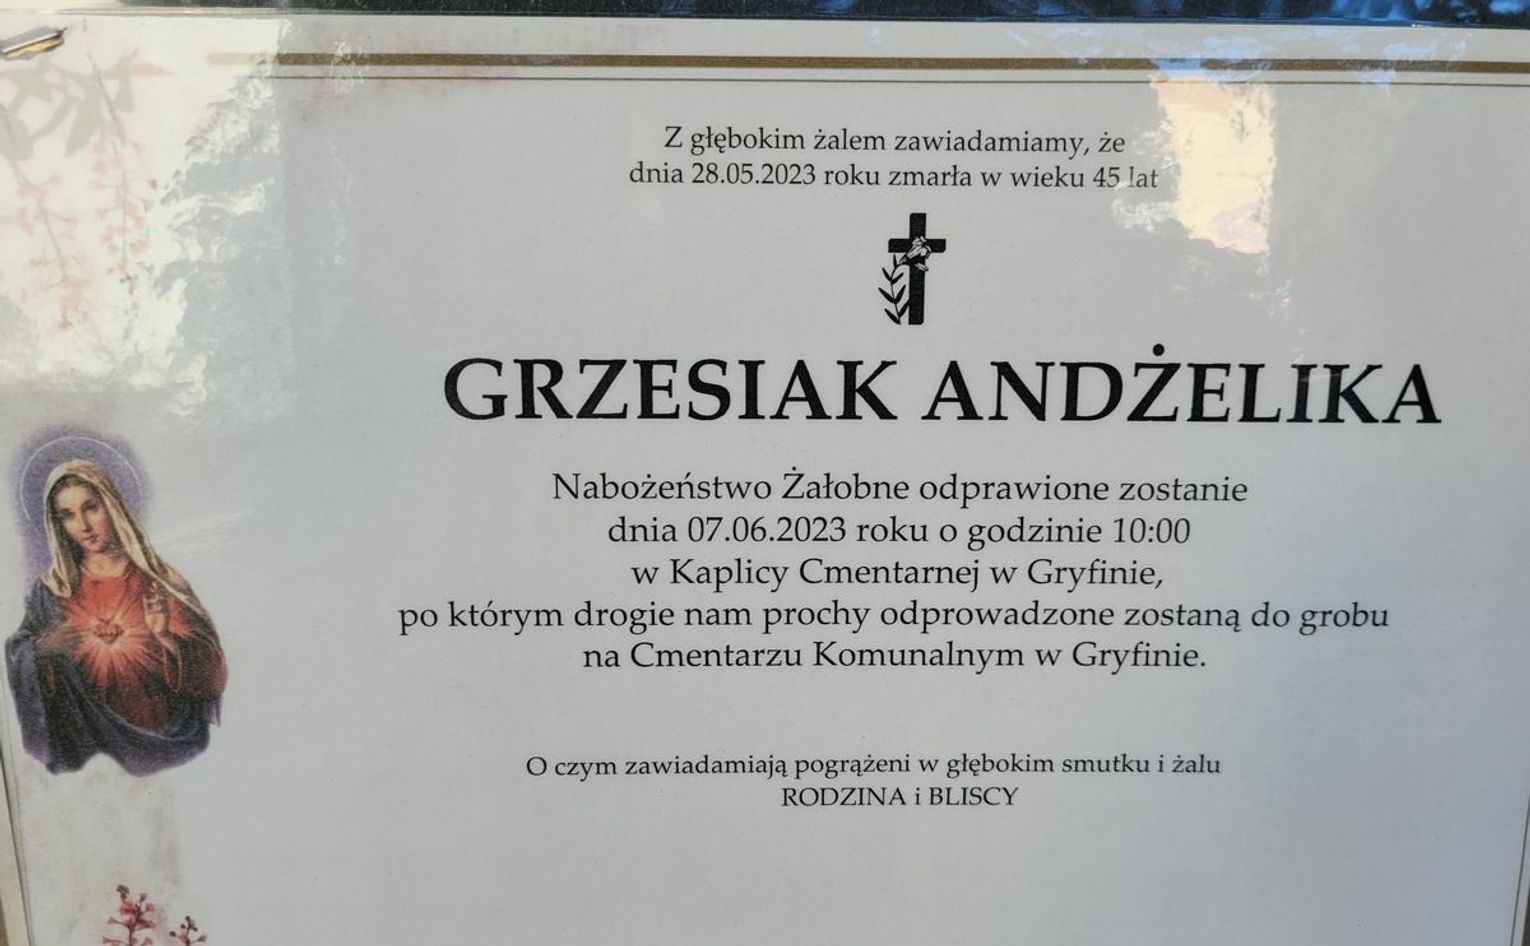 Z głębokim żalem zawiadamiamy, że
dnia 28.05.2023 roku zmarła w wieku 45 lat
GRZESIAK ANDŻELIKA
Nabożeństwo Żałobne odprawione zostanie
dnia 07.06.2023 roku o godzinie 10:00
w Kaplicy Cmentarnej w Gryfinie,
po którym drogie nam prochy odprowadzone zostaną do grobu
na Cmentarzu Komunalnym w Gryfinie.
O czym zawiadamiają pogrążeni w głębokim smutku i żalu
RODZINA i BLISCY